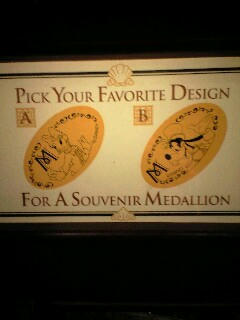 PICK YOUR FAVORITE DESIGN
A B
M M
FOR A SOUVENIR MEDALLION